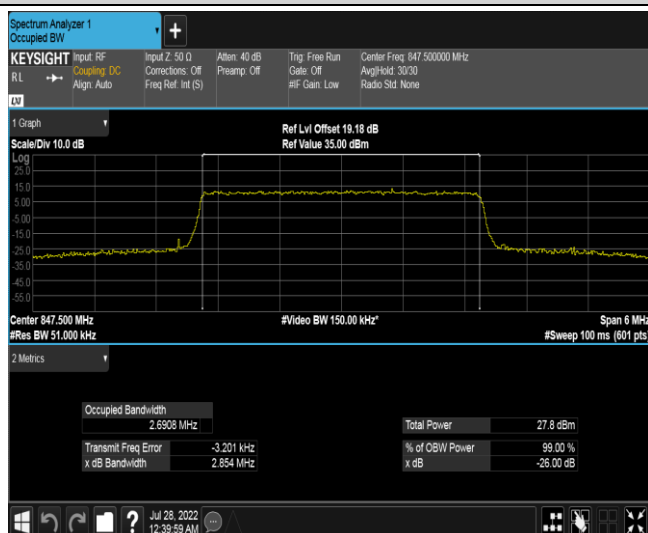 Spectrum Analyzer 1
Occupied BW
+
KEYSIGHT Input: RF Input Z: 50 Ω Atten: 40 dB Trig: Free Run Center Freq: 847.500000 MHz
RL Coupling: DC Corrections: Off Preamp: Off Gate: Off Avg|Hold: 30/30
Align: Auto Freq Ref: Int (S) #IF Gain: Low Radio Std: None
LXI
1 Graph
Ref Lvl Offset 19.18 dB
Scale/Div 10.0 dB Ref Value 35.00 dBm
Log
25.0
15.0
5.00
-5.00
-15.0
-25.0
-35.0
-45.0
-55.0
Center 847.500 MHz #Video BW 150.00 kHz* Span 6 MHz
#Res BW 51.000 kHz #Sweep 100 ms (601 pts)
2 Metrics
Occupied Bandwidth
2.6908 MHz Total Power 27.8 dBm
Transmit Freq Error -3.201 kHz % of OBW Power 99.00 %
x dB Bandwidth 2.854 MHz x dB -26.00 dB
? Jul 28, 2022
12:39:59 AM